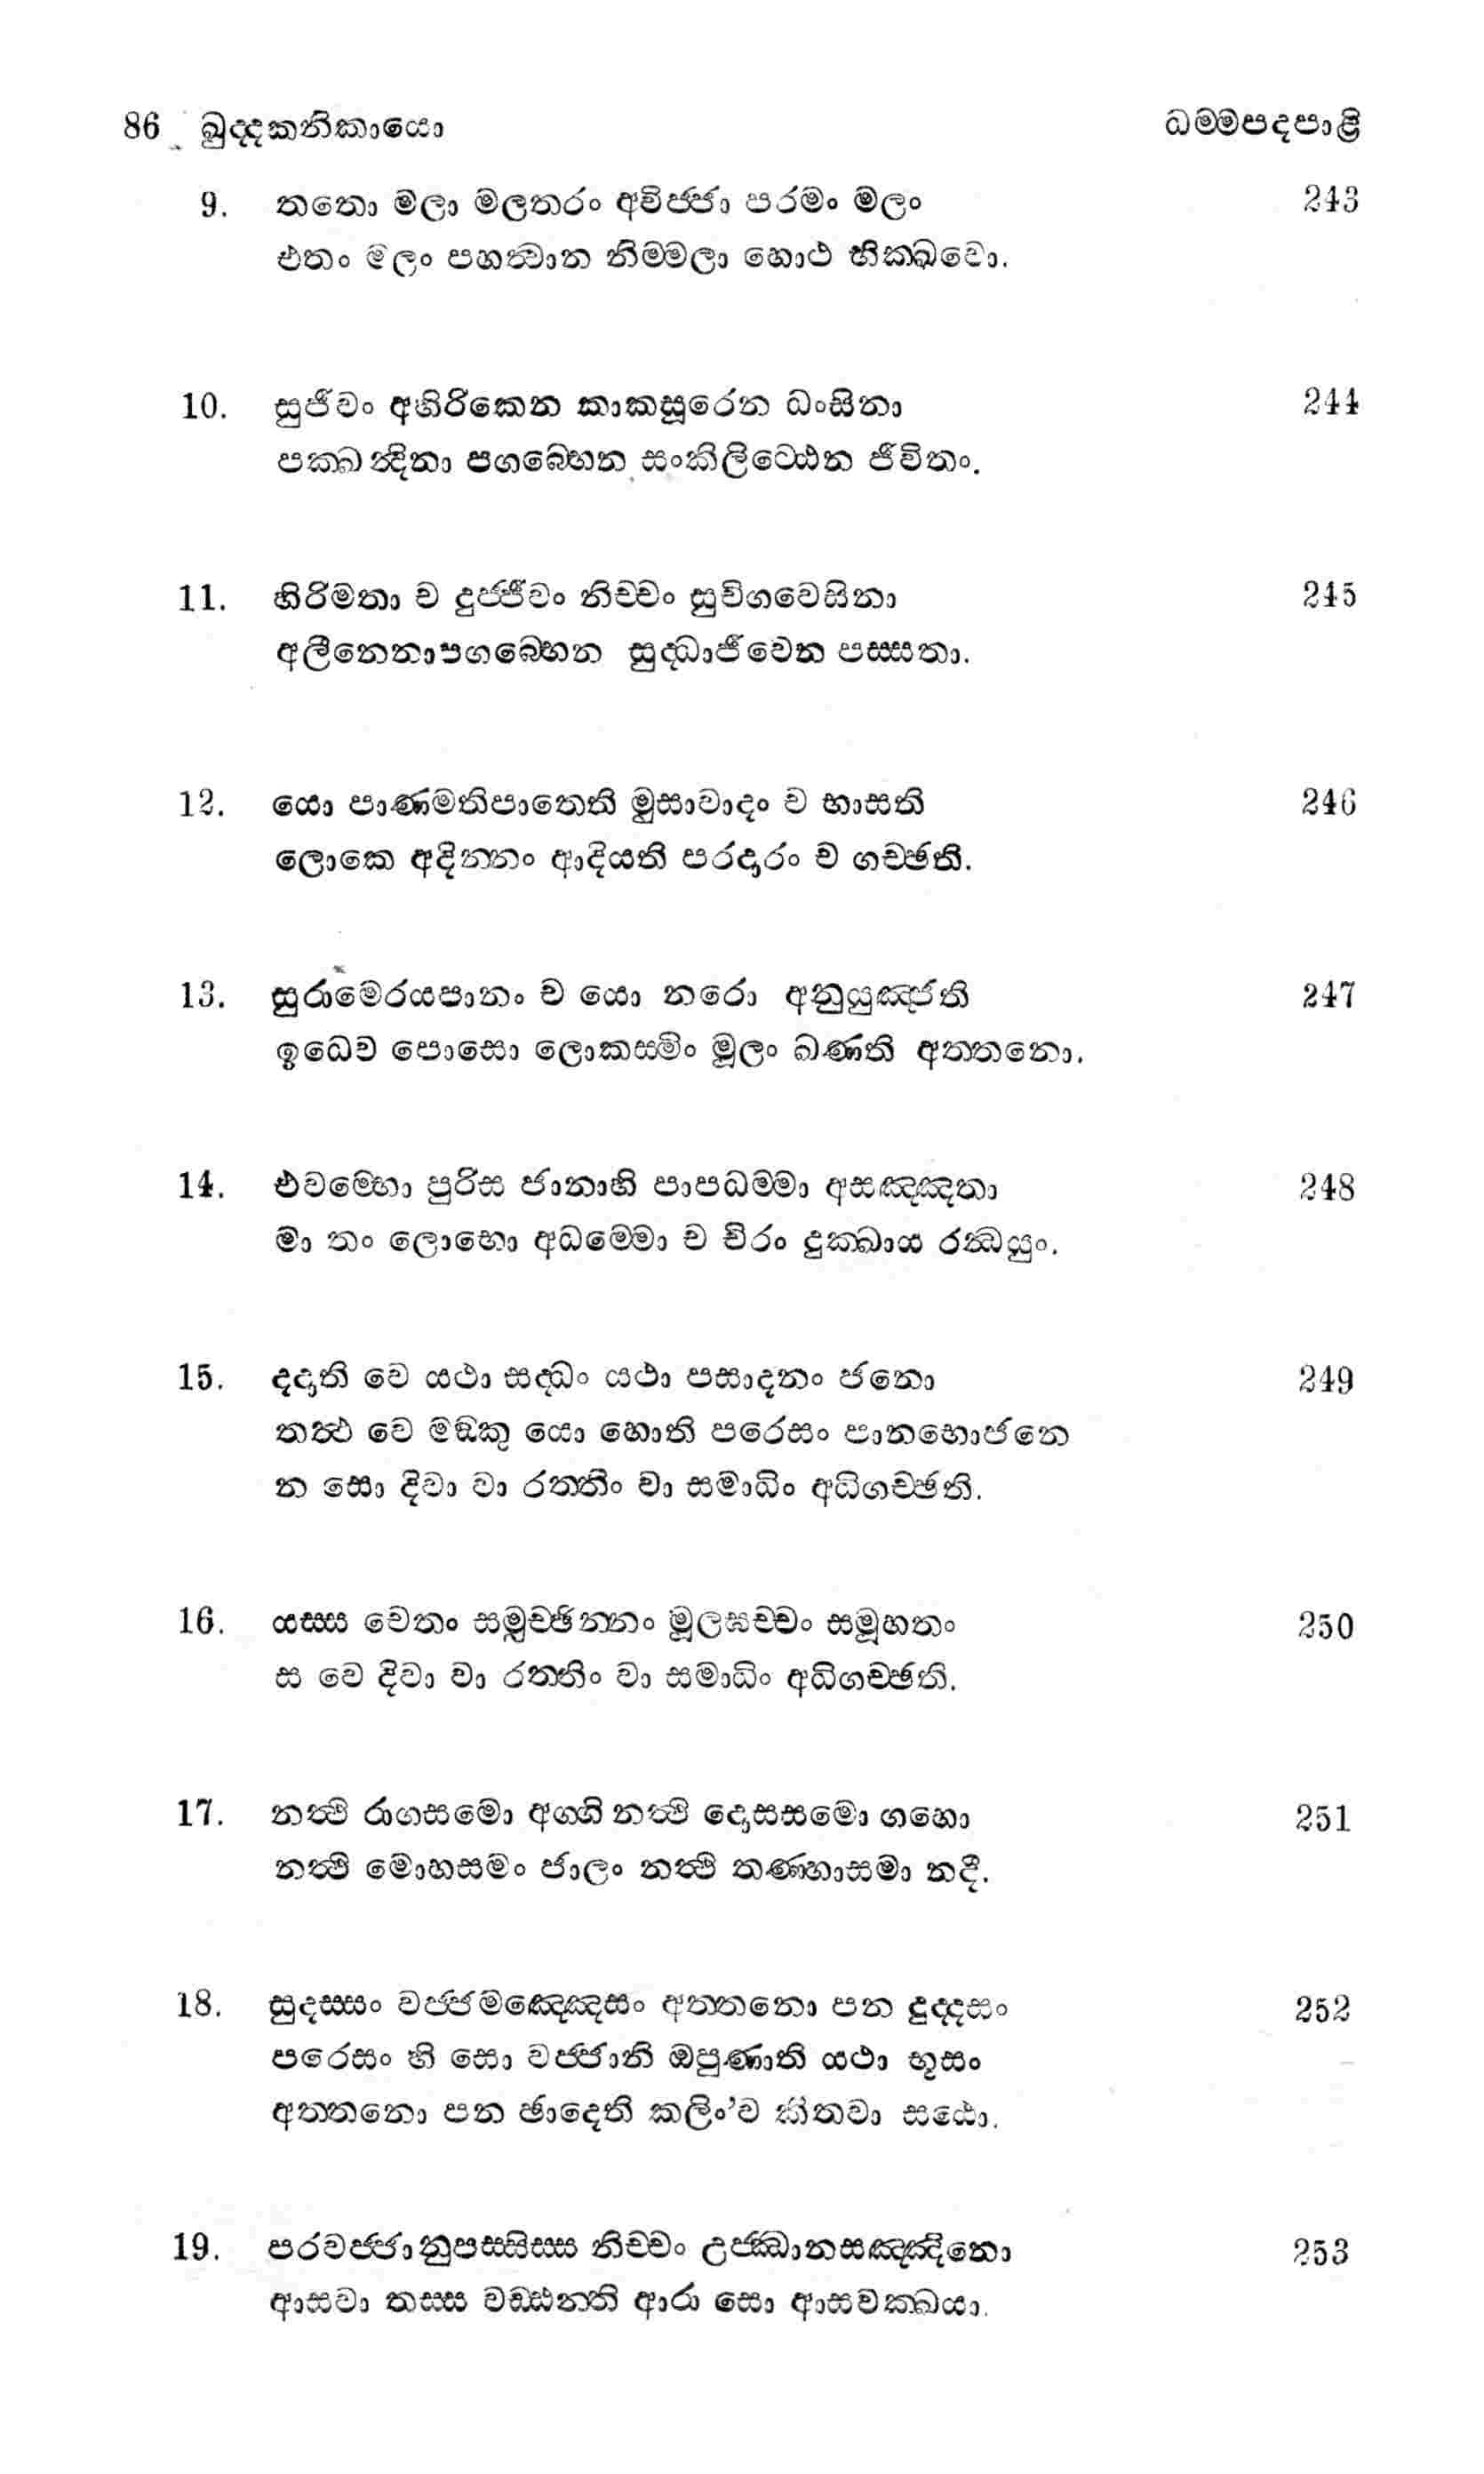 86 ඛුද්දකනිකායො ධම්මපදපාළි
9. තතො මලා මලතරං අවිජ්ජා පරමං මලං 243
එතං මලං පහත්වාන නිම්මලා හොථ භික්ඛවො.
10. සුජීවං අහිරිකෙන කාකසූරෙන ධංසිනා 244
පක්ඛන්දිනා පගබ්භෙන සංකිලිට්ඨෙන ජීවිතං.
11. හිරිමතා ච දුජ්ජීවං නිච්චං සුචිගවෙසිනා 245
අලීනෙනාපගබ්භෙන සුද්ධාජීවෙන පස්සතා.
12. යො පාණමතිපාතෙති මුසාවාදං ච භාසති 246
ලොකෙ අදින්නං ආදියති පරදාරං ච ගච්ඡති.
13. සුරාමෙරයපානං ච යො නරො අනුයුඤ්ජති 247
ඉධෙව පොසො ලොකස්මිං මූලං ඛණති අත්තනො.
14. එවම්භො පුරිස ජානාහි පාපධම්මා අසඤ්ඤතා 248
මා තං ලොභො අධම්මො ච චිරං දුක්ඛාය රන්ධයුං.
15. දදාති වෙ යථා සද්ධං යථා පසාදනං ජනො 249
තත්ථ වෙ මඞ්කු යො හොති පරෙසං පානභොජනෙ
න සො දිවා වා රත්තිං වා සමාධිං අධිගච්ඡති.
16. යස්ස චෙතං සමුච්ඡින්නං මූලඝච්චං සමූහතං 250
ස වෙ දිවා වා රත්තිං වා සමාධිං අධිගච්ඡති.
17. නත්ථි රාගසමො අග්ගි නත්ථි දොසසමො ගහො 251
නත්ථි මොහසමං ජාලං නත්ථි තණ්හාසමා නදී.
18. සුදස්සං වජ්ජමඤ්ඤෙසං අත්තනො පන දුද්දසං 252
පරෙසං හි සො වජ්ජානි ඔපුණාති යථා භූසං
අත්තනො පන ඡාදෙති කලිං'ව කිතවා සඨො.
19. පරවජ්ජානුපස්සිස්ස නිච්චං උජ්ඣානසඤ්ඤිනො 253
ආසවා තස්ස වඩ්ඪන්ති ආරා සො ආසවක්ඛයා.